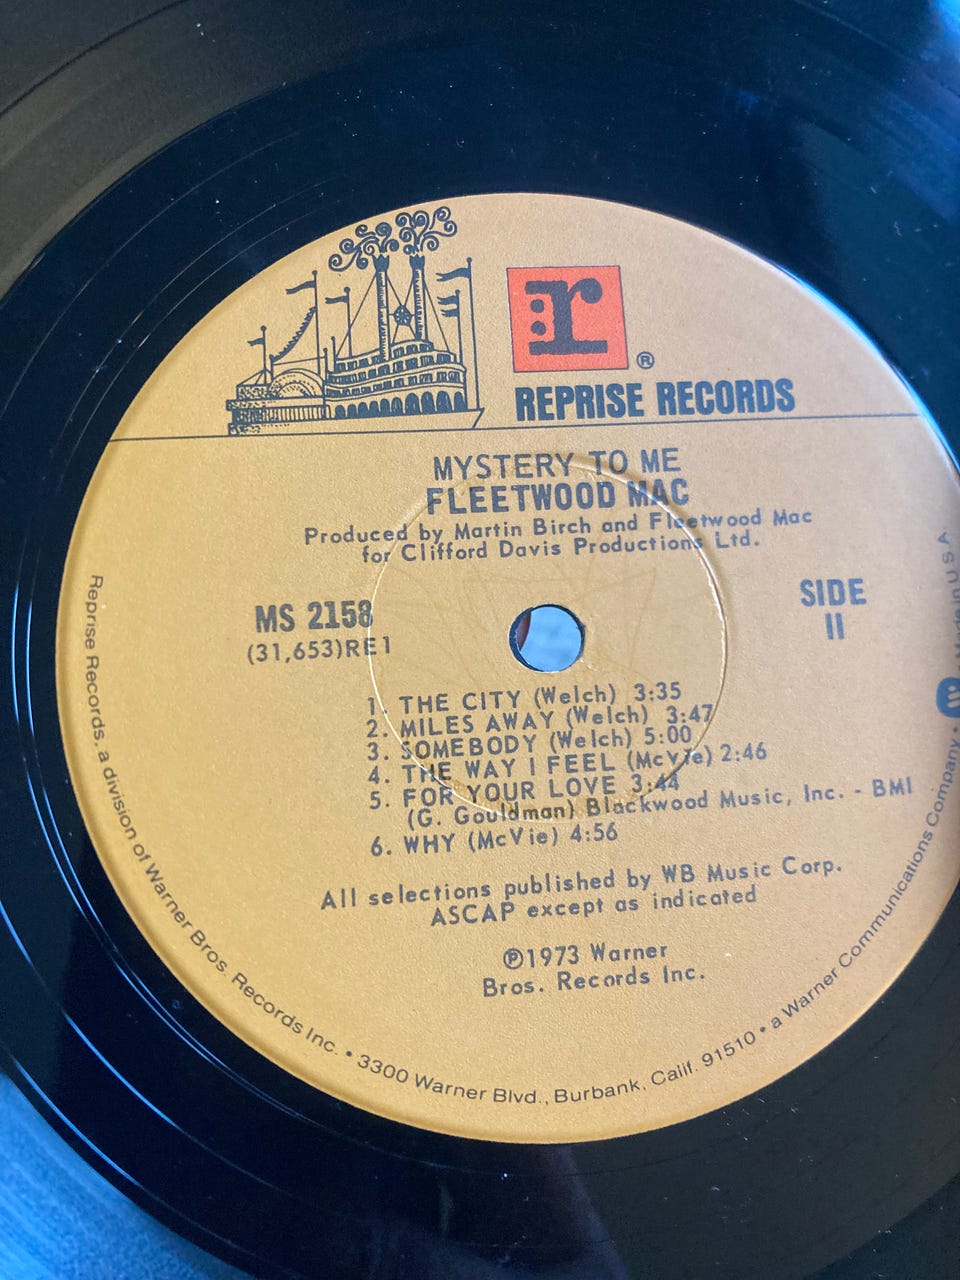 r ®
REPRISE RECORDS
MYSTERY TO ME
FLEETWOOD MAC
Produced by Martin Birch and Fleetwood Mac
for Clifford Davis Productions Ltd.
MS 2158
(31,653)RE1
SIDE
II
1. THE CITY (Welch) 3:35
2. MILES AWAY (Welch) 3:47
3. SOMEBODY (Welch) 5:00
4. THE WAY I FEEL (McVie) 2:46
5. FOR YOUR LOVE 3:44
(G. Gouldman) Blackwood Music, Inc. - BMI
6. WHY (McVie) 4:56
All selections published by WB Music Corp.
ASCAP except as indicated
℗1973 Warner
Bros. Records Inc.
Reprise Records, a division of Warner Bros. Records Inc. • 3300 Warner Blvd., Burbank, Calif. 91510 • a Warner Communications Company • Made in U S A